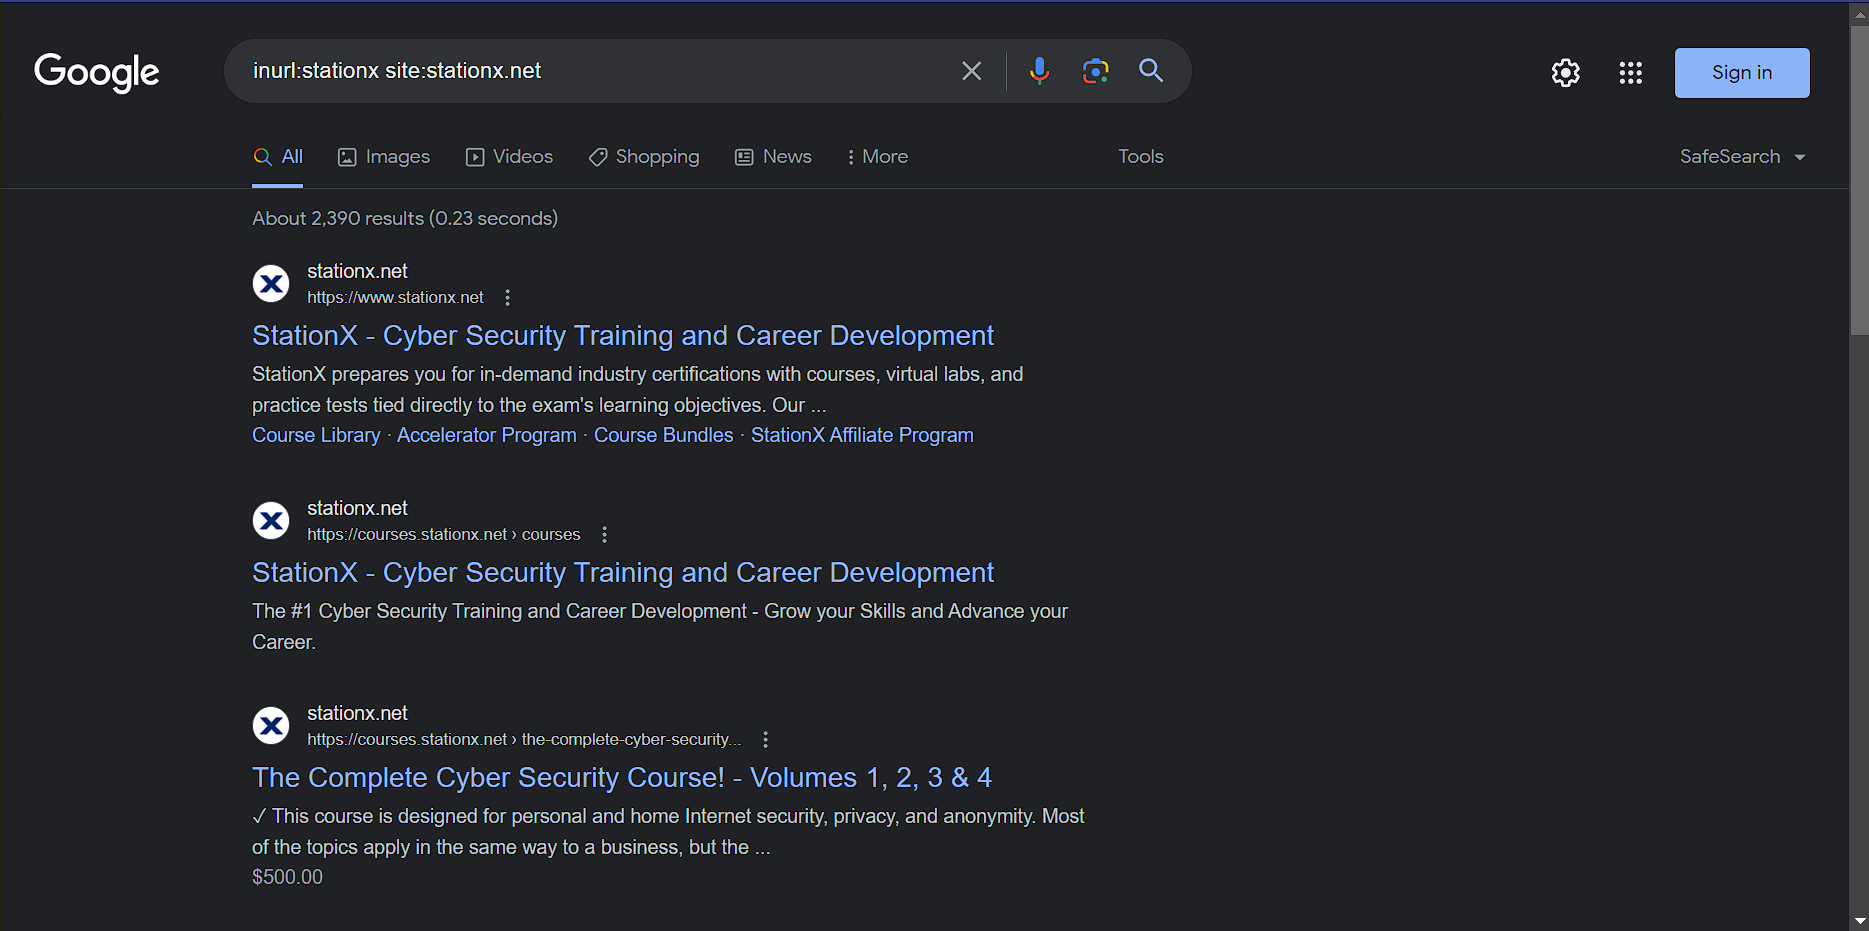 Google
inurl:stationx site:stationx.net
Sign in
All Images Videos Shopping News More Tools SafeSearch
About 2,390 results (0.23 seconds)
stationx.net
https://www.stationx.net
StationX - Cyber Security Training and Career Development
StationX prepares you for in-demand industry certifications with courses, virtual labs, and
practice tests tied directly to the exam's learning objectives. Our ...
Course Library · Accelerator Program · Course Bundles · StationX Affiliate Program
stationx.net
https://courses.stationx.net › courses
StationX - Cyber Security Training and Career Development
The #1 Cyber Security Training and Career Development - Grow your Skills and Advance your
Career.
stationx.net
https://courses.stationx.net › the-complete-cyber-security...
The Complete Cyber Security Course! - Volumes 1, 2, 3 & 4
✓ This course is designed for personal and home Internet security, privacy, and anonymity. Most
of the topics apply in the same way to a business, but the ...
$500.00